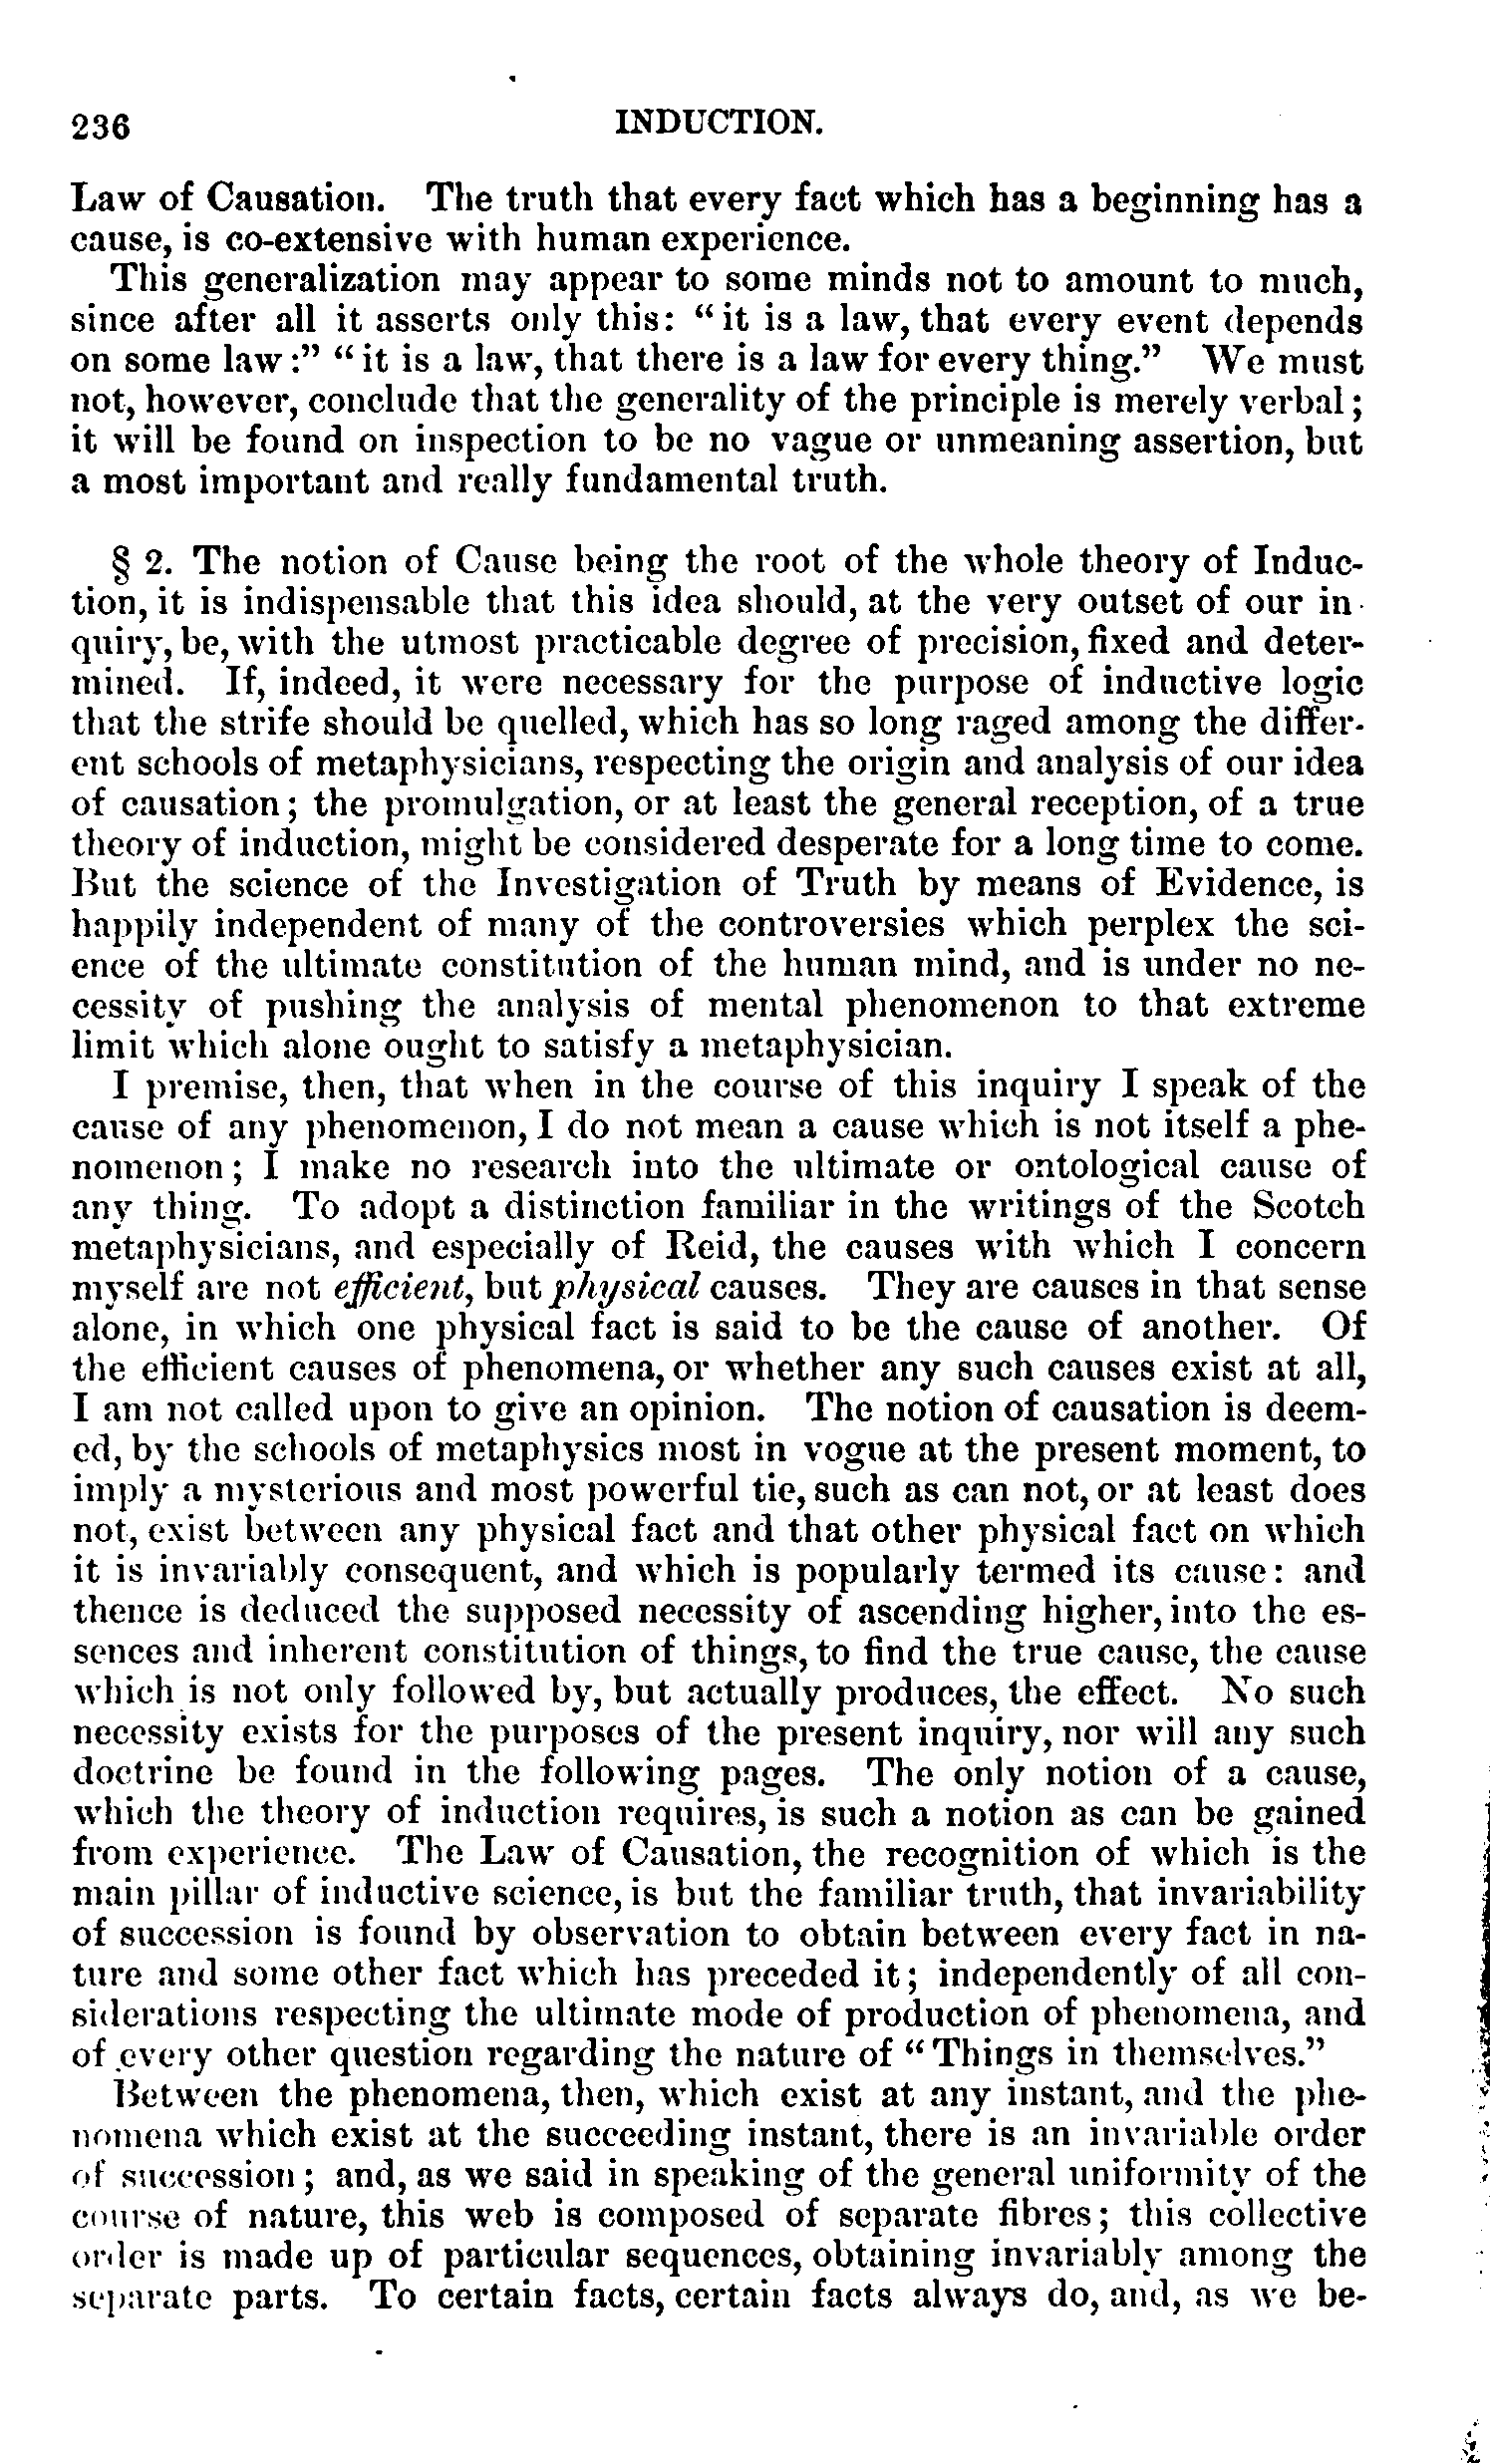 236 INDUCTION.
Law of Causation. The truth that every fact which has a beginning has a
cause, is co-extensive with human experience.
This generalization may appear to some minds not to amount to much,
since after all it asserts only this: “it is a law, that every event depends
on some law:” “it is a law, that there is a law for every thing.” We must
not, however, conclude that the generality of the principle is merely verbal;
it will be found on inspection to be no vague or unmeaning assertion, but
a most important and really fundamental truth.
§ 2. The notion of Cause being the root of the whole theory of Induc-
tion, it is indispensable that this idea should, at the very outset of our in-
quiry, be, with the utmost practicable degree of precision, fixed and deter-
mined. If, indeed, it were necessary for the purpose of inductive logic
that the strife should be quelled, which has so long raged among the differ-
ent schools of metaphysicians, respecting the origin and analysis of our idea
of causation; the promulgation, or at least the general reception, of a true
theory of induction, might be considered desperate for a long time to come.
But the science of the Investigation of Truth by means of Evidence, is
happily independent of many of the controversies which perplex the sci-
ence of the ultimate constitution of the human mind, and is under no ne-
cessity of pushing the analysis of mental phenomenon to that extreme
limit which alone ought to satisfy a metaphysician.
I premise, then, that when in the course of this inquiry I speak of the
cause of any phenomenon, I do not mean a cause which is not itself a phe-
nomenon; I make no research into the ultimate or ontological cause of
any thing. To adopt a distinction familiar in the writings of the Scotch
metaphysicians, and especially of Reid, the causes with which I concern
myself are not efficient, but physical causes. They are causes in that sense
alone, in which one physical fact is said to be the cause of another. Of
the efficient causes of phenomena, or whether any such causes exist at all,
I am not called upon to give an opinion. The notion of causation is deem-
ed, by the schools of metaphysics most in vogue at the present moment, to
imply a mysterious and most powerful tie, such as can not, or at least does
not, exist between any physical fact and that other physical fact on which
it is invariably consequent, and which is popularly termed its cause: and
thence is deduced the supposed necessity of ascending higher, into the es-
sences and inherent constitution of things, to find the true cause, the cause
which is not only followed by, but actually produces, the effect. No such
necessity exists for the purposes of the present inquiry, nor will any such
doctrine be found in the following pages. The only notion of a cause,
which the theory of induction requires, is such a notion as can be gained
from experience. The Law of Causation, the recognition of which is the
main pillar of inductive science, is but the familiar truth, that invariability
of succession is found by observation to obtain between every fact in na-
ture and some other fact which has preceded it; independently of all con-
siderations respecting the ultimate mode of production of phenomena, and
of every other question regarding the nature of “Things in themselves.”
Between the phenomena, then, which exist at any instant, and the phe-
nomena which exist at the succeeding instant, there is an invariable order
of succession; and, as we said in speaking of the general uniformity of the
course of nature, this web is composed of separate fibres; this collective
order is made up of particular sequences, obtaining invariably among the
separate parts. To certain facts, certain facts always do, and, as we be-